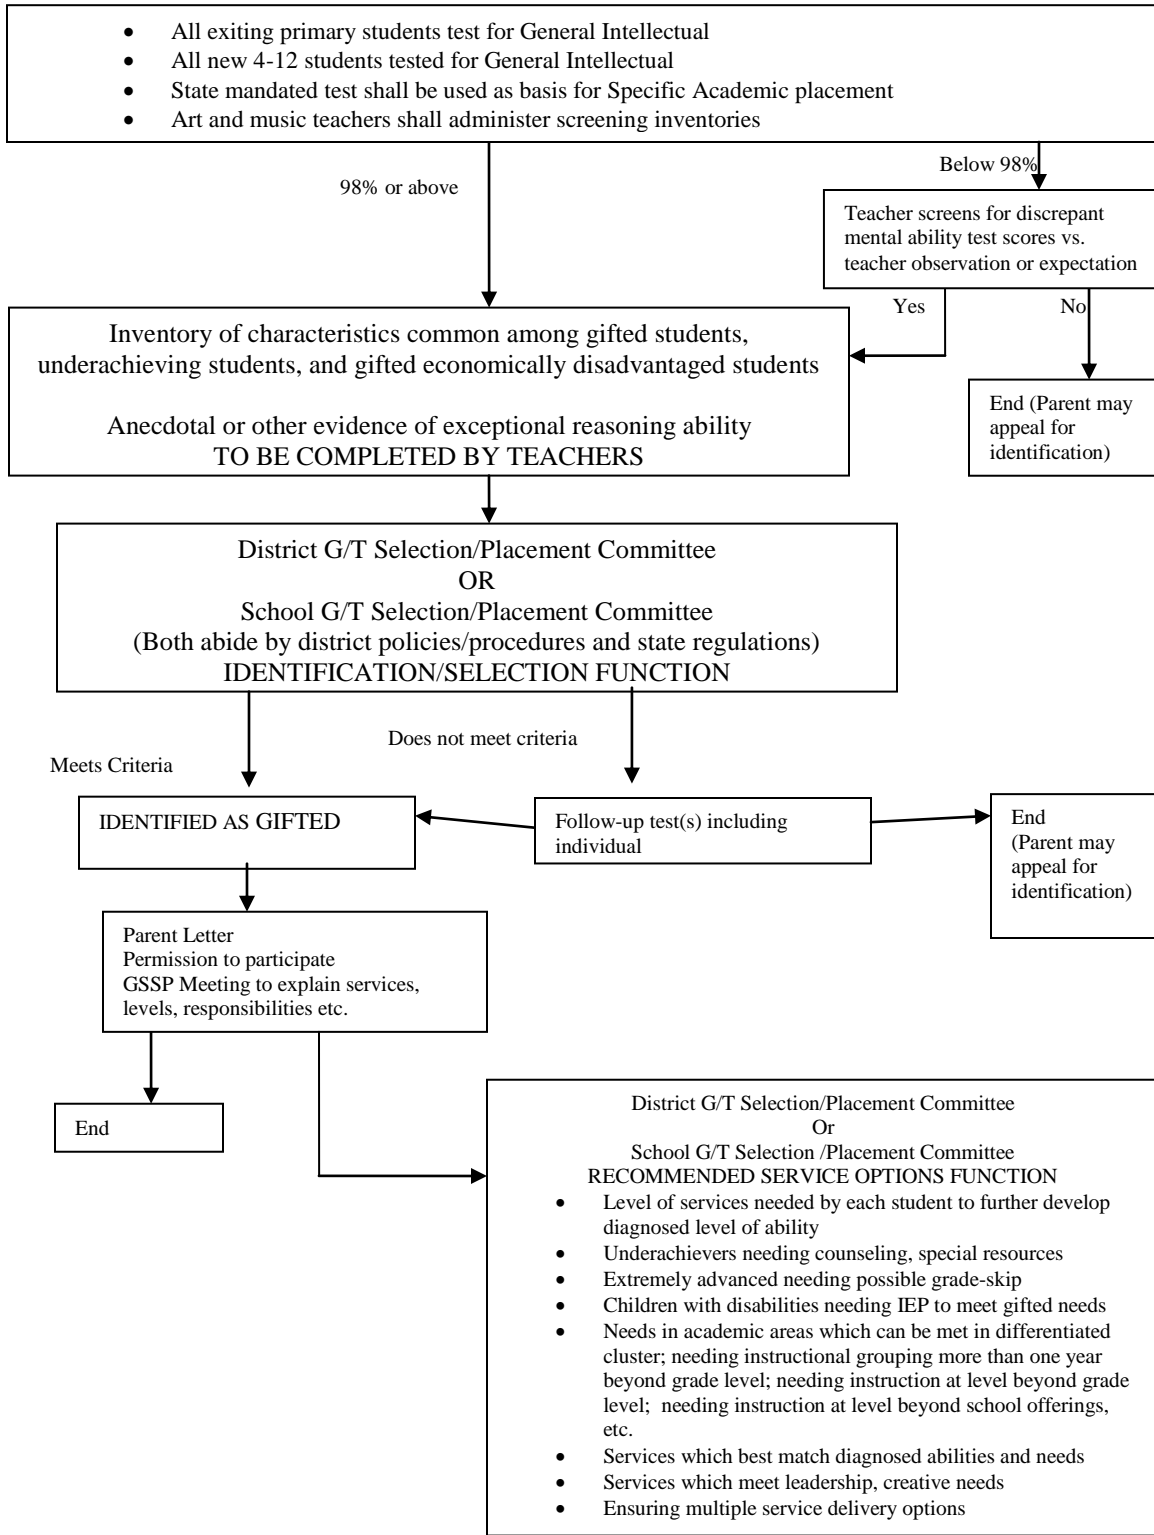 • All exiting primary students test for General Intellectual
• All new 4-12 students tested for General Intellectual
• State mandated test shall be used as basis for Specific Academic placement
• Art and music teachers shall administer screening inventories
98% or above
Below 98%
Teacher screens for discrepant
mental ability test scores vs.
teacher observation or expectation
Yes
No
Inventory of characteristics common among gifted students,
underachieving students, and gifted economically disadvantaged students
Anecdotal or other evidence of exceptional reasoning ability
TO BE COMPLETED BY TEACHERS
End (Parent may
appeal for
identification)
District G/T Selection/Placement Committee
OR
School G/T Selection/Placement Committee
(Both abide by district policies/procedures and state regulations)
IDENTIFICATION/SELECTION FUNCTION
Does not meet criteria
Meets Criteria
IDENTIFIED AS GIFTED
Follow-up test(s) including
individual
End
(Parent may
appeal for
identification)
Parent Letter
Permission to participate
GSSP Meeting to explain services,
levels, responsibilities etc.
End
District G/T Selection/Placement Committee
Or
School G/T Selection /Placement Committee
RECOMMENDED SERVICE OPTIONS FUNCTION
• Level of services needed by each student to further develop
diagnosed level of ability
• Underachievers needing counseling, special resources
• Extremely advanced needing possible grade-skip
• Children with disabilities needing IEP to meet gifted needs
• Needs in academic areas which can be met in differentiated
cluster; needing instructional grouping more than one year
beyond grade level; needing instruction at level beyond grade
level;  needing instruction at level beyond school offerings,
etc.
• Services which best match diagnosed abilities and needs
• Services which meet leadership, creative needs
• Ensuring multiple service delivery options